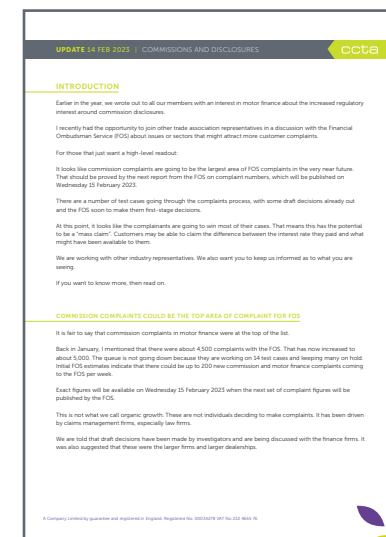 UPDATE 14 FEB 2023 | COMMISSIONS AND DISCLOSURES
ccta
INTRODUCTION
Earlier in the year, we wrote out to all our members with an interest in motor finance about the increased regulatory
interest around commission disclosures.
I recently had the opportunity to join other trade association representatives in a discussion with the Financial
Ombudsman Service (FOS) about issues or sectors that might attract more customer complaints.
For those that just want a high-level readout:
It looks like commission complaints are going to be the largest area of FOS complaints in the very near future.
That should be proved by the next report from the FOS on complaint numbers, which will be published on
Wednesday 15 February 2023.
There are a number of test cases going through the complaints process, with some draft decisions already out
and the FOS soon to make them first-stage decisions.
At this point, it looks like the complainants are going to win most of their cases. That means this has the potential
to be a "mass claim". Customers may be able to claim the difference between the interest rate they paid and what
might have been available to them.
We are working with other industry representatives. We also want you to keep us informed as to what you are
seeing.
If you want to know more, then read on.
COMMISSION COMPLAINTS COULD BE THE TOP AREA OF COMPLAINT FOR FOS
It is fair to say that commission complaints in motor finance were at the top of the list.
Back in January, I mentioned that there were about 4,500 complaints with the FOS. That has now increased to
about 5,000. The queue is not going down because they are working on 14 test cases and keeping many on hold.
Initial FOS estimates indicate that there could be up to 200 new commission and motor finance complaints coming
to the FOS per week.
Exact figures will be available on Wednesday 15 February 2023 when the next set of complaint figures will be
published by the FOS.
This is not what we call organic growth. These are not individuals deciding to make complaints. It has been driven
by claims management firms, especially law firms.
We are told that draft decisions have been made by investigators and are being discussed with the finance firms. It
was also suggested that these were the larger firms and larger dealerships.
A Company Limited by guarantee and registered in England. Registered No. 00034278 VAT No.